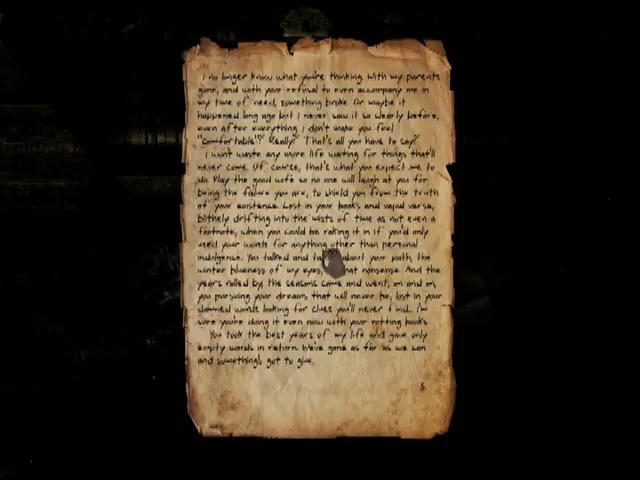 I no longer know what you're thinking. With my parents
gone, and with your refusal to even accompany me in
my time of need, something broke. Or maybe it
happened long ago but I never saw it so clearly before,
even after everything. I don't make you feel
"comfortable"? Really? That's all you have to say?
I won't waste any more life waiting for things that'll
never come. Of course, that's what you expect me to
do. Play the good wife so no one will laugh at you for
being the failure you are, to shield you from the truth
of your existence. Lost in your books and vapid verse,
blithely drifting into the mists of time as not even a
footnote, when you could be raking it in if you'd only
used your words for anything other than personal
indulgence. You talked and about your path, the
winter blueness of my eyes, that nonsense. And the
years rolled by, the seasons came and went, on and on,
you pursuing your dreams that will never be, lost in your
damned words looking for clues you'll never find. I'm
sure you're doing it even now with your rotting books.
You took the best years of my life and gave only
empty words in return. We've gone as far as we can
and something's got to give.